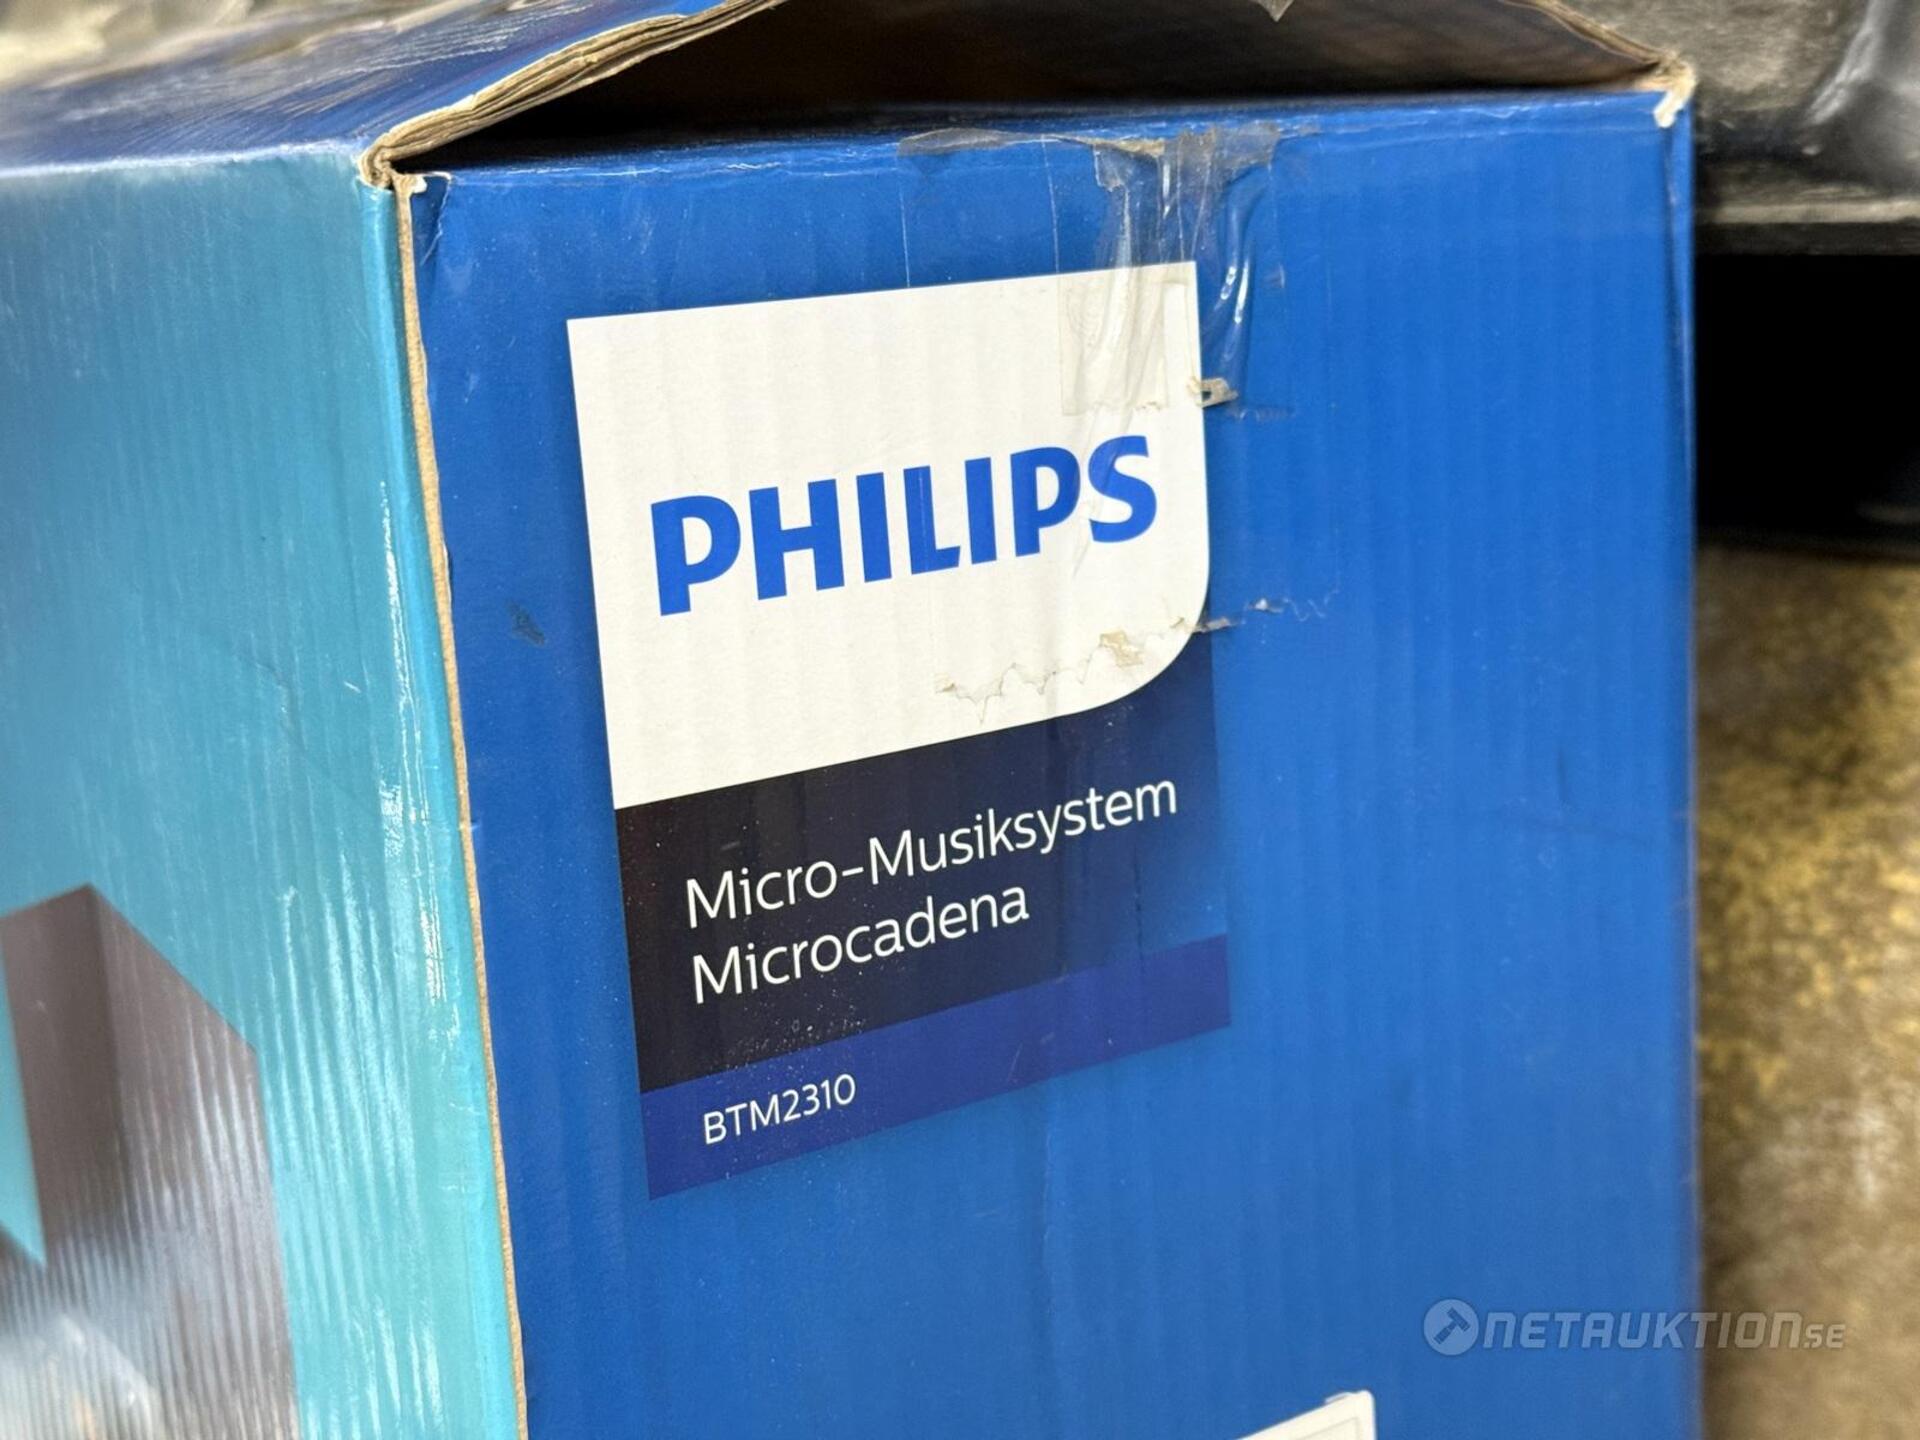 PHILIPS
Micro-Musiksystem
Microcadena
BTM2310
NETAUKTION.SE